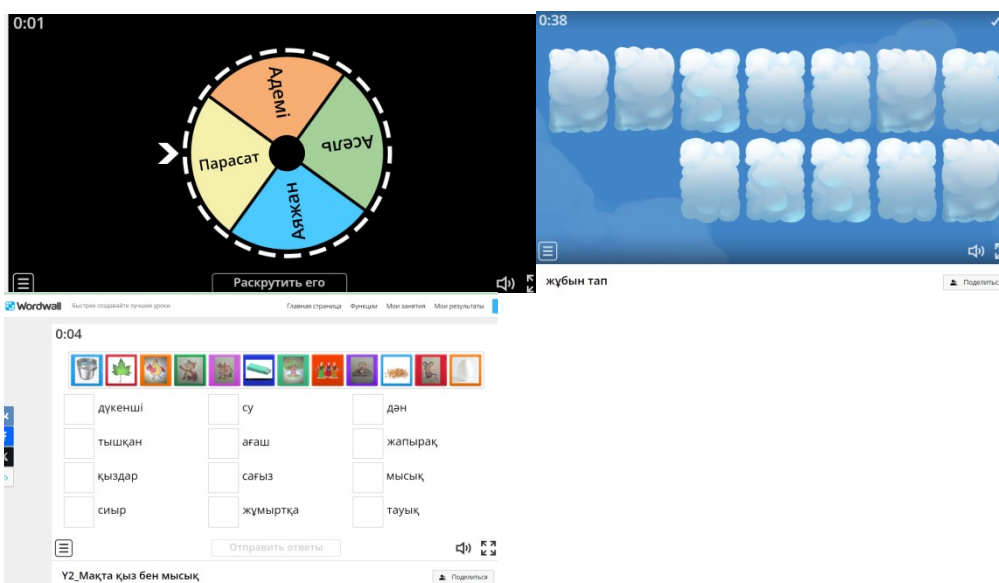 0:01
Адемі
Асель
Парасат
Аяжан
Раскрутить его
0:38
жұбын тап
Поделитьс
Wordwall
Быстрее создавайте лучшие уроки
Главная страница Функции Мои занятия Мои результаты
0:04
дүкенші су дән
тышқан ағаш жапырақ
қыздар сағыз мысық
сиыр жұмыртқа тауық
Отправить ответы
Y2_Мақта қыз бен мысық
Поделиться